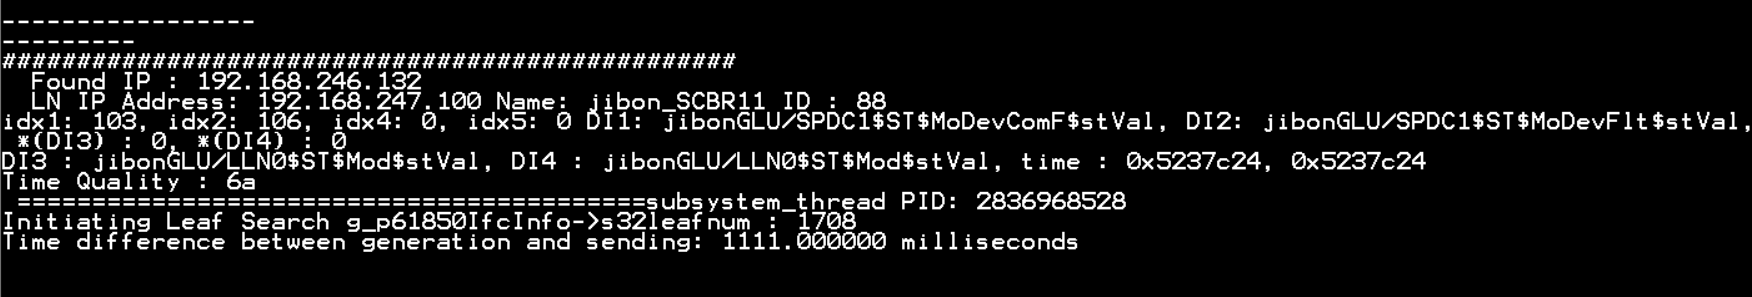 -----------------
---------
#################################################
Found IP : 192.168.246.132
LN IP Address: 192.168.247.100 Name: jibon_SCBR11 ID : 88
idx1: 103, idx2: 106, idx4: 0, idx5: 0 DI1: jibonGLU/SPDC1$ST$MoDevComF$stVal, DI2: jibonGLU/SPDC1$ST$MoDevFlt$stVal,
*(DI3) : 0, *(DI4) : 0
DI3 : jibonGLU/LLN0$ST$Mod$stVal, DI4 : jibonGLU/LLN0$ST$Mod$stVal, time : 0x5237c24, 0x5237c24
Time Quality : 6a
==========================================subsystem_thread PID: 2836968528
Initiating Leaf Search g_p61850IfcInfo->s32leafnum : 1708
Time difference between generation and sending: 1111.000000 milliseconds